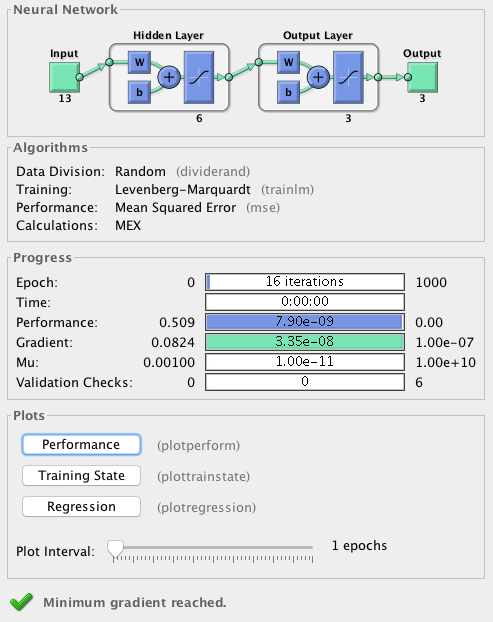 Neural Network
Hidden Layer Output Layer
Input Output
W W
b b
13 6 3 3
Algorithms
Data Division: Random (dividerand)
Training: Levenberg-Marquardt (trainlm)
Performance: Mean Squared Error (mse)
Calculations: MEX
Progress
Epoch: 0 16 iterations 1000
Time: 0:00:00
Performance: 0.509 7.90e-09 0.00
Gradient: 0.0824 3.35e-08 1.00e-07
Mu: 0.00100 1.00e-11 1.00e+10
Validation Checks: 0 0 6
Plots
Performance (plotperform)
Training State (plottrainstate)
Regression (plotregression)
Plot Interval: 1 epochs
Minimum gradient reached.